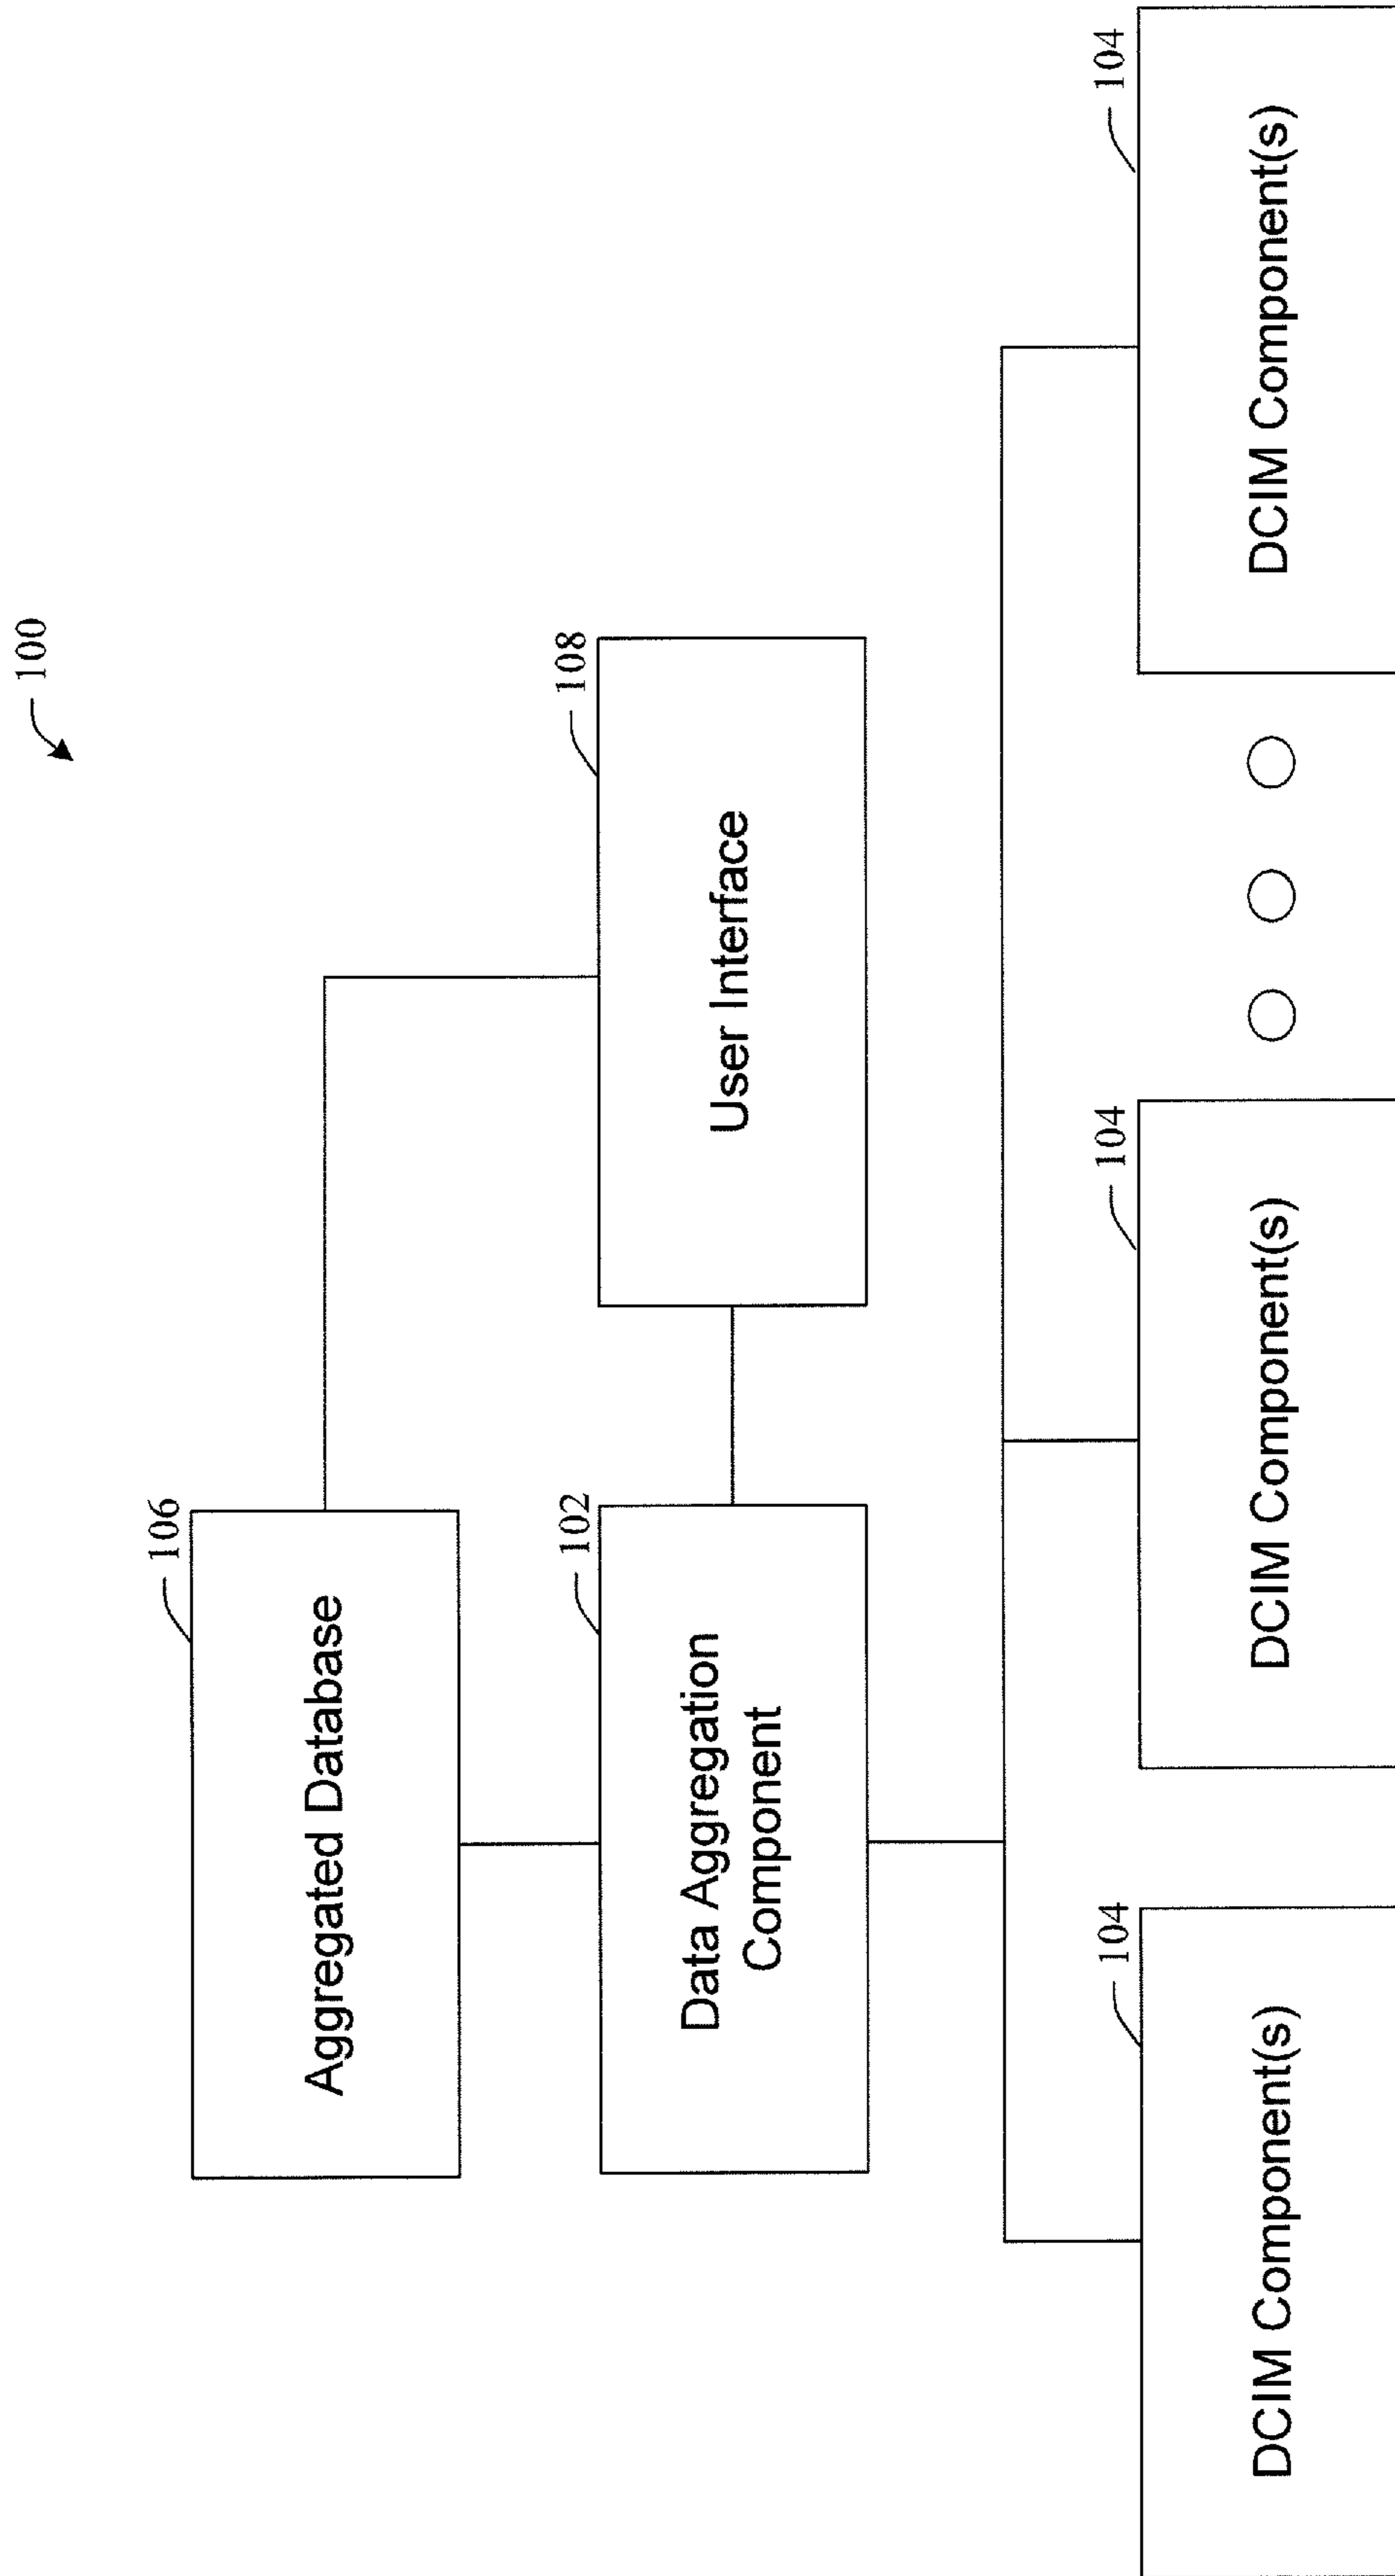 100
106
Aggregated Database
102
Data Aggregation
Component
108
User Interface
104
DCIM Component(s)
104
DCIM Component(s)
104
DCIM Component(s)